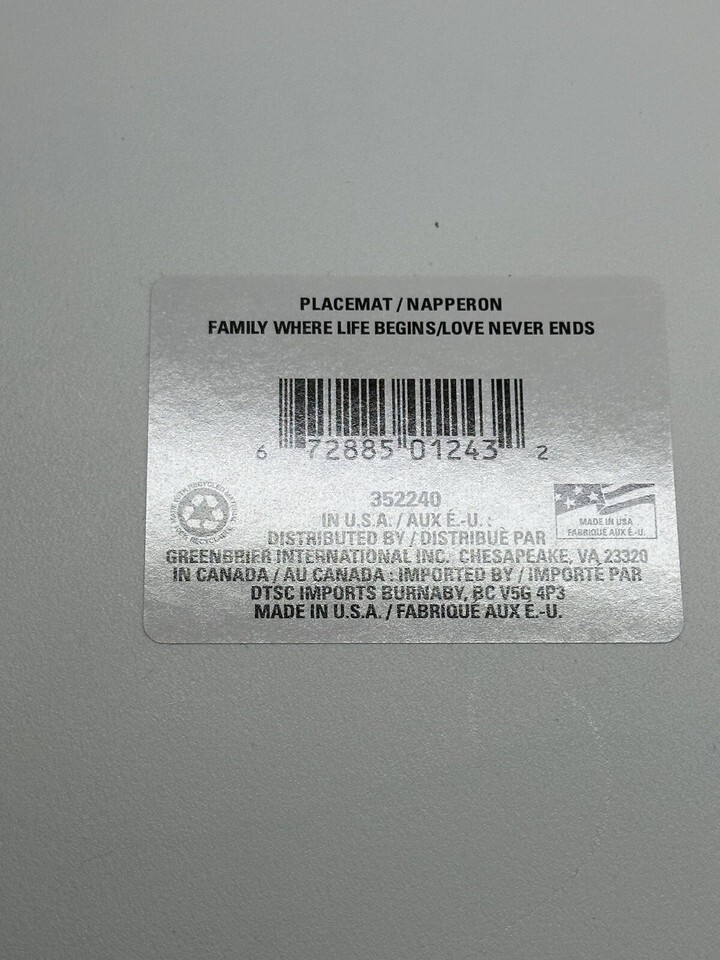 PLACEMAT / NAPPERON
FAMILY WHERE LIFE BEGINS/LOVE NEVER ENDS
6 72885 01243 2
352240
IN U.S.A. / AUX É.-U. :
DISTRIBUTED BY / DISTRIBUÉ PAR
GREENBRIER INTERNATIONAL INC. CHESAPEAKE, VA 23320
IN CANADA / AU CANADA : IMPORTED BY / IMPORTÉ PAR
DTSC IMPORTS BURNABY, BC V5G 4P3
MADE IN U.S.A. / FABRIQUÉ AUX É.-U.
MADE IN USA
FABRIQUÉ AUX É.-U.